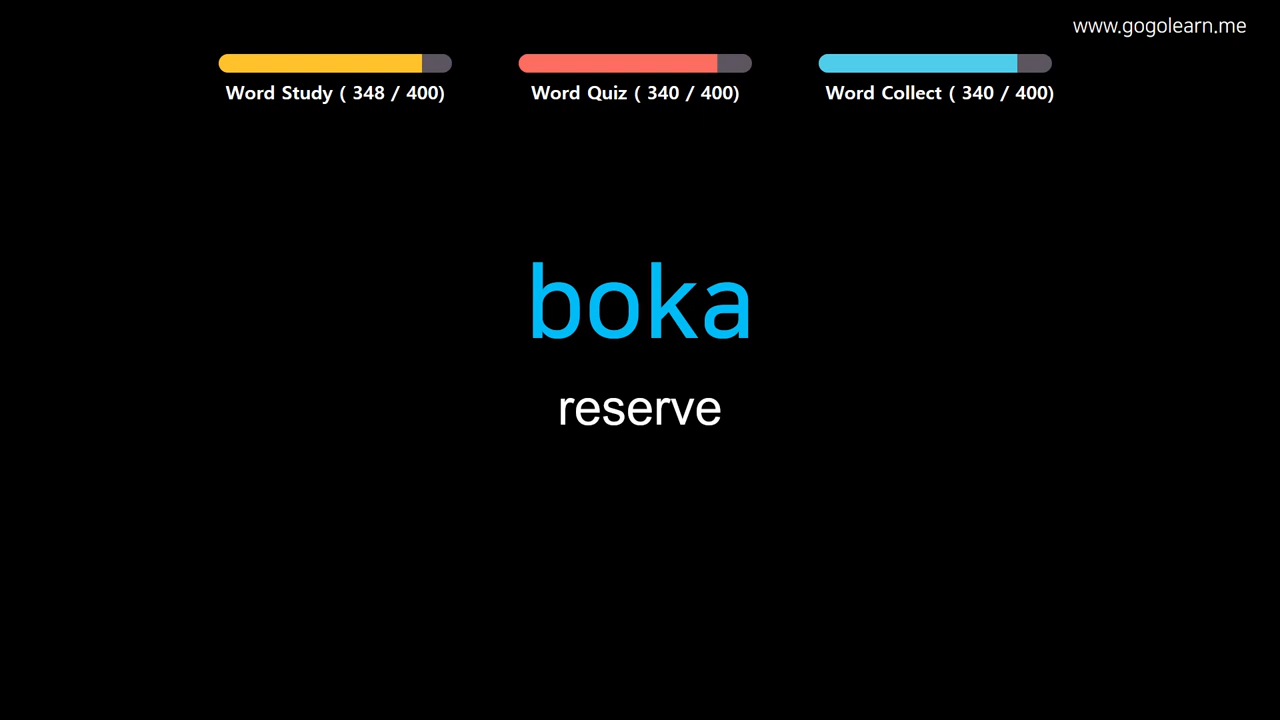 www.gogolearn.me
Word Study ( 348 / 400)
Word Quiz ( 340 / 400)
Word Collect ( 340 / 400)
boka
reserve